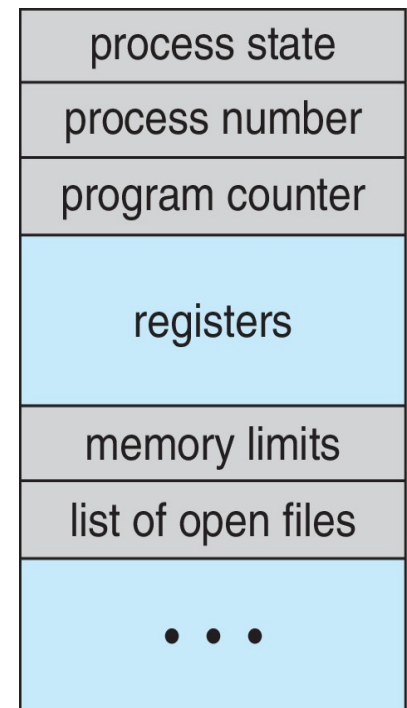 process state
process number
program counter
registers
memory limits
list of open files
• • •